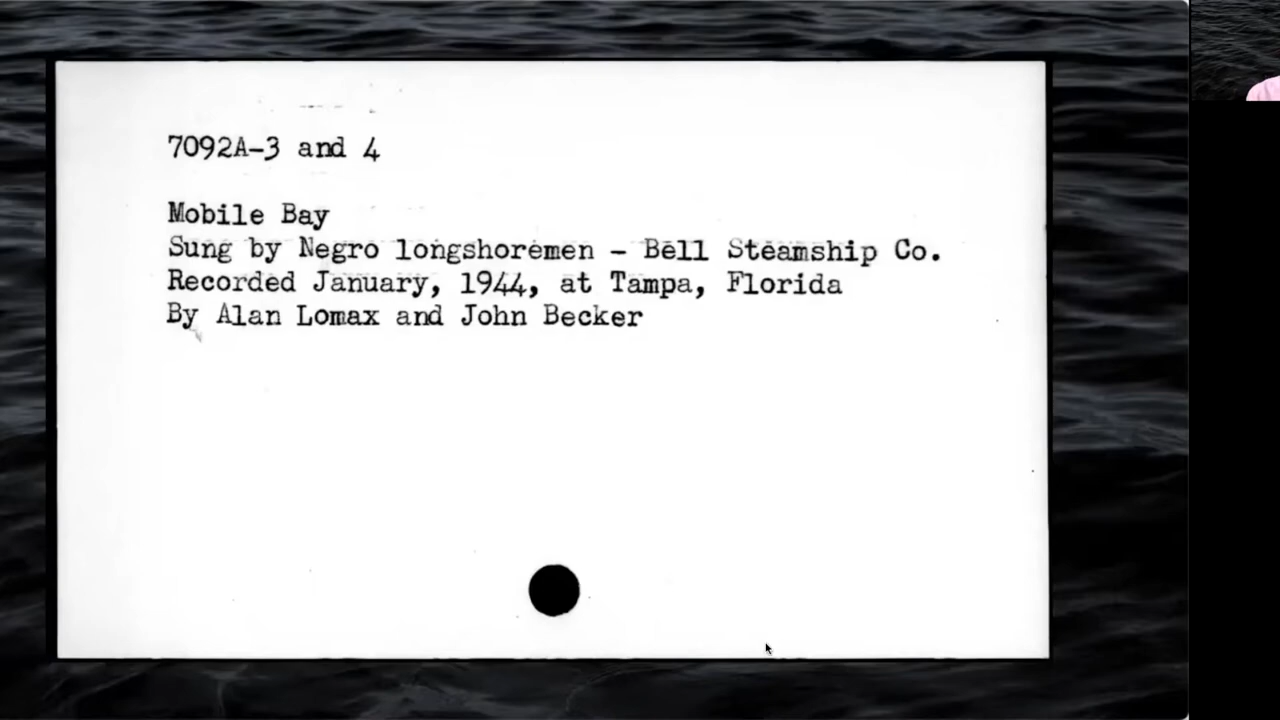 7092A-3 and 4
Mobile Bay
Sung by Negro longshoremen - Bell Steamship Co.
Recorded January, 1944, at Tampa, Florida
By Alan Lomax and John Becker